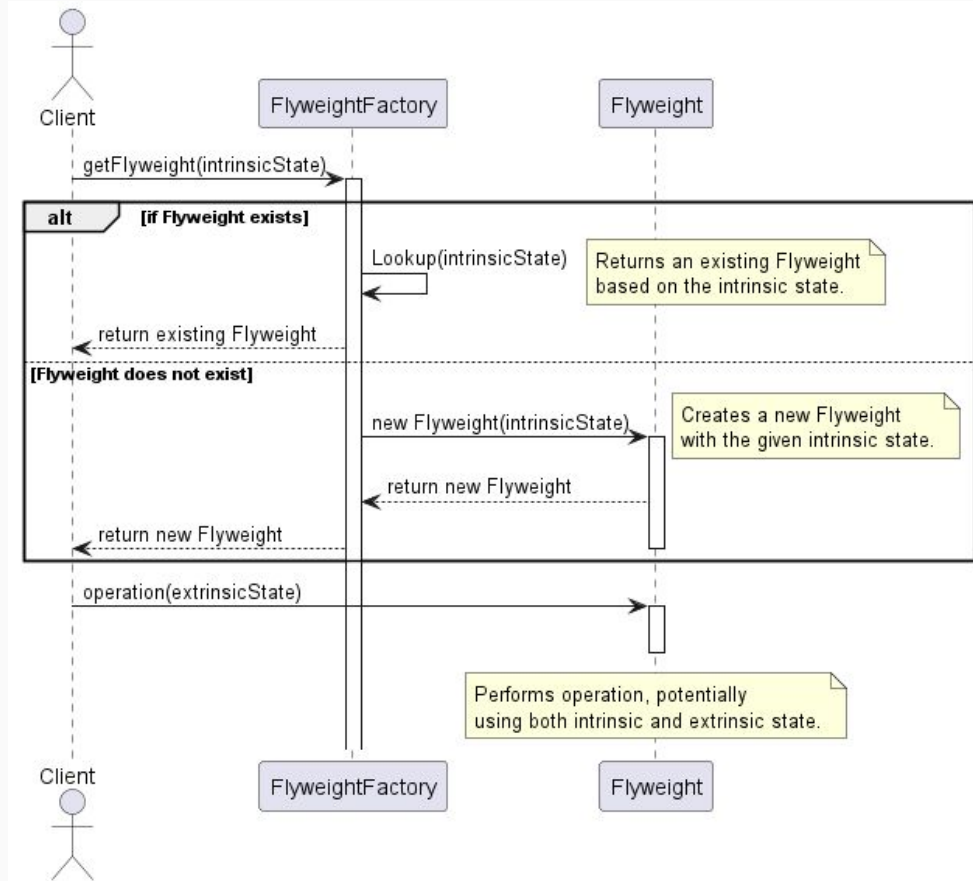 Client
FlyweightFactory
Flyweight
getFlyweight(intrinsicState)
alt
[if Flyweight exists]
Lookup(intrinsicState)
Returns an existing Flyweight
based on the intrinsic state.
return existing Flyweight
[Flyweight does not exist]
new Flyweight(intrinsicState)
Creates a new Flyweight
with the given intrinsic state.
return new Flyweight
return new Flyweight
operation(extrinsicState)
Performs operation, potentially
using both intrinsic and extrinsic state.
Client
FlyweightFactory
Flyweight